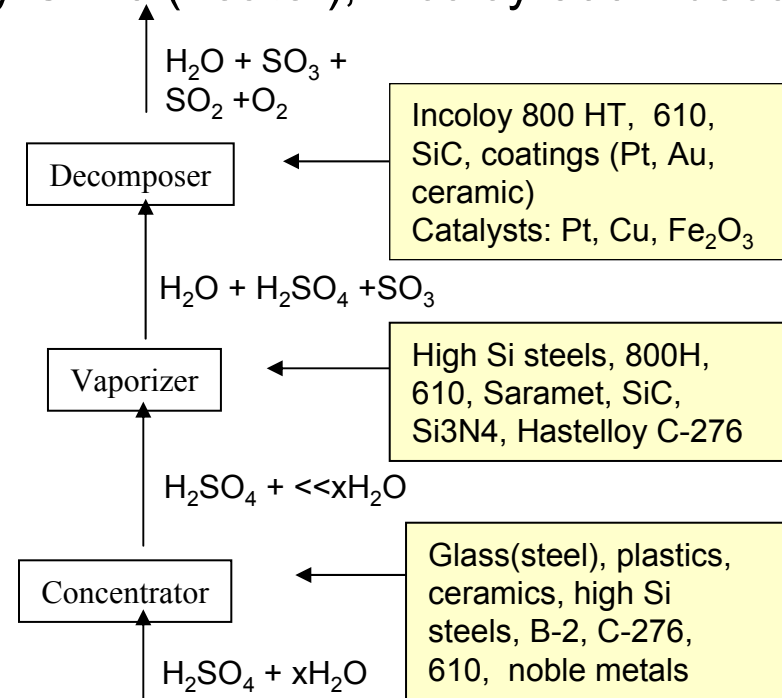 H₂O + SO₃ +
SO₂ +O₂
Incoloy 800 HT, 610,
SiC, coatings (Pt, Au,
ceramic)
Catalysts: Pt, Cu, Fe₂O₃
Decomposer
H₂O + H₂SO₄ +SO₃
High Si steels, 800H,
610, Saramet, SiC,
Si3N4, Hastelloy C-276
Vaporizer
H₂SO₄ + <<xH₂O
Glass(steel), plastics,
ceramics, high Si
steels, B-2, C-276,
610, noble metals
Concentrator
H₂SO₄ + xH₂O